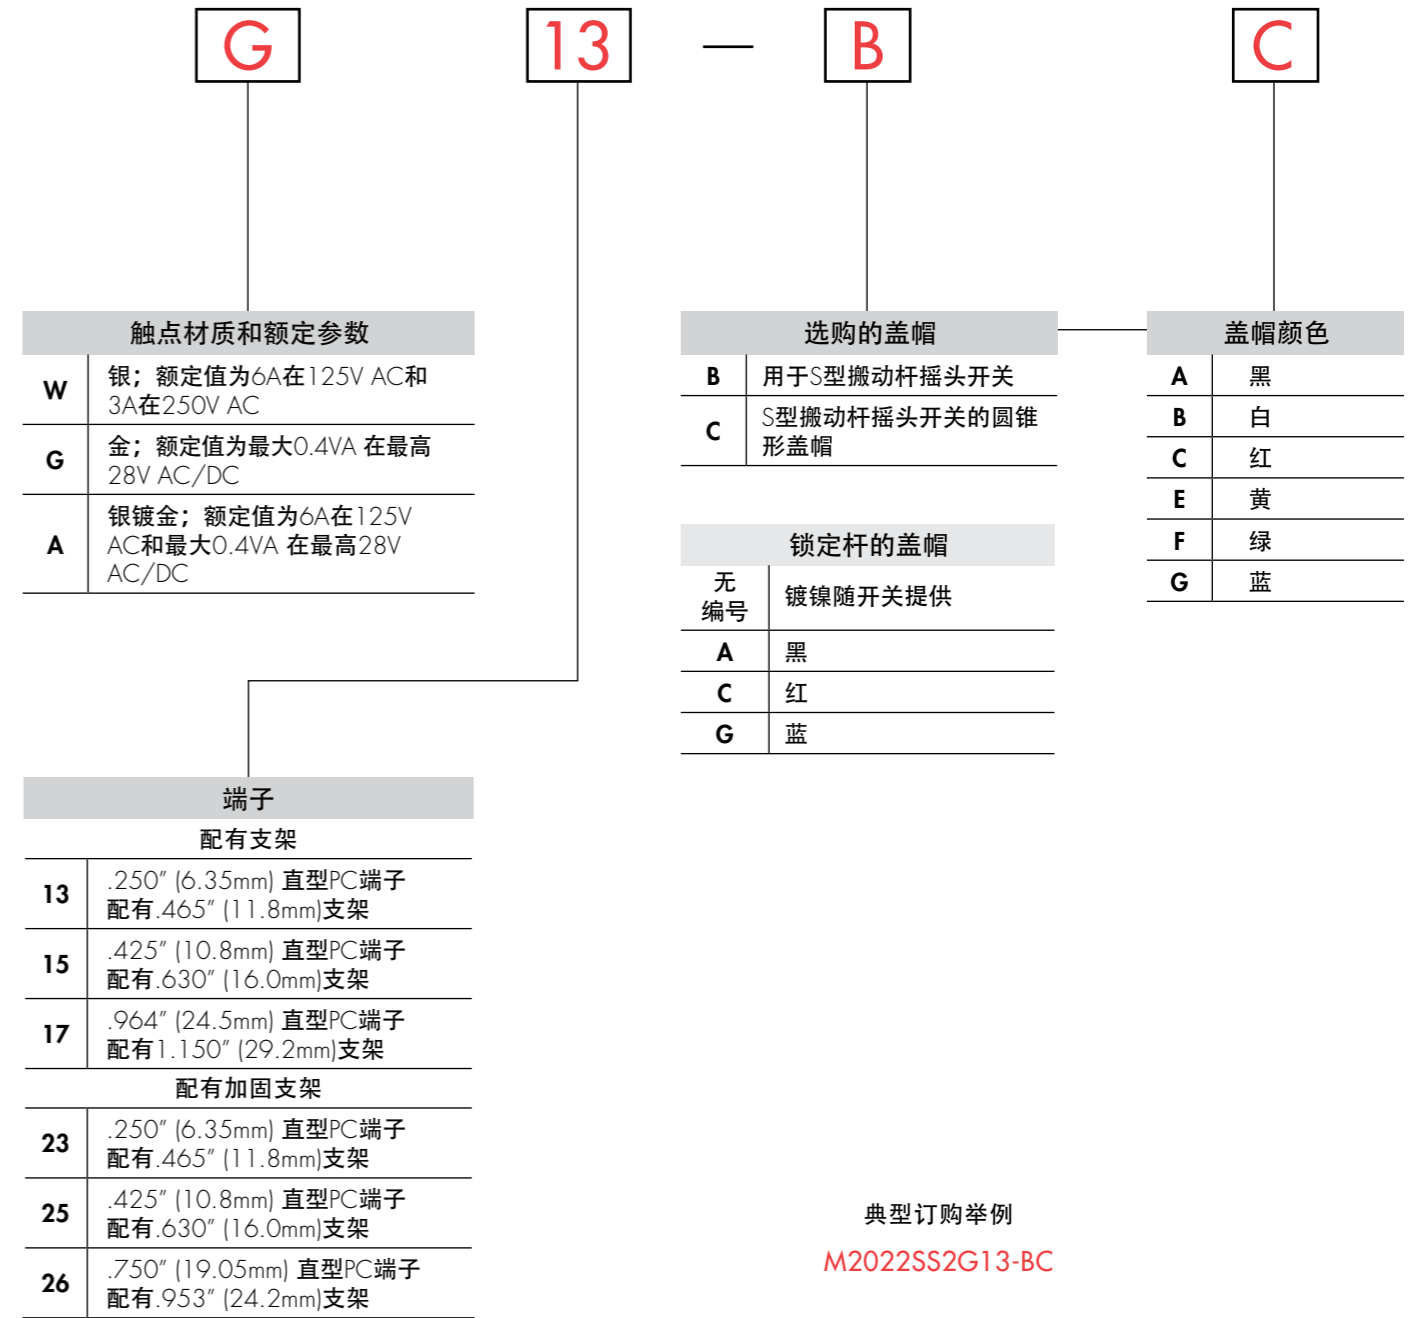 G 13 — B C
触点材质和额定参数
W 银；额定值为6A在125V AC和
3A在250V AC
G 金；额定值为最大0.4VA 在最高
28V AC/DC
A 银镀金；额定值为6A在125V
AC和最大0.4VA 在最高28V
AC/DC
选购的盖帽
B 用于S型搬动杆摇头开关
C S型搬动杆摇头开关的圆锥
形盖帽
盖帽颜色
A 黑
B 白
C 红
E 黄
F 绿
G 蓝
锁定杆的盖帽
无
编号 镀镍随开关提供
A 黑
C 红
G 蓝
端子
配有支架
13 .250" (6.35mm) 直型PC端子
配有.465" (11.8mm)支架
15 .425" (10.8mm) 直型PC端子
配有.630" (16.0mm)支架
17 .964" (24.5mm) 直型PC端子
配有1.150" (29.2mm)支架
配有加固支架
23 .250" (6.35mm) 直型PC端子
配有.465" (11.8mm)支架
25 .425" (10.8mm) 直型PC端子
配有.630" (16.0mm)支架
26 .750" (19.05mm) 直型PC端子
配有.953" (24.2mm)支架
典型订购举例
M2022SS2G13-BC